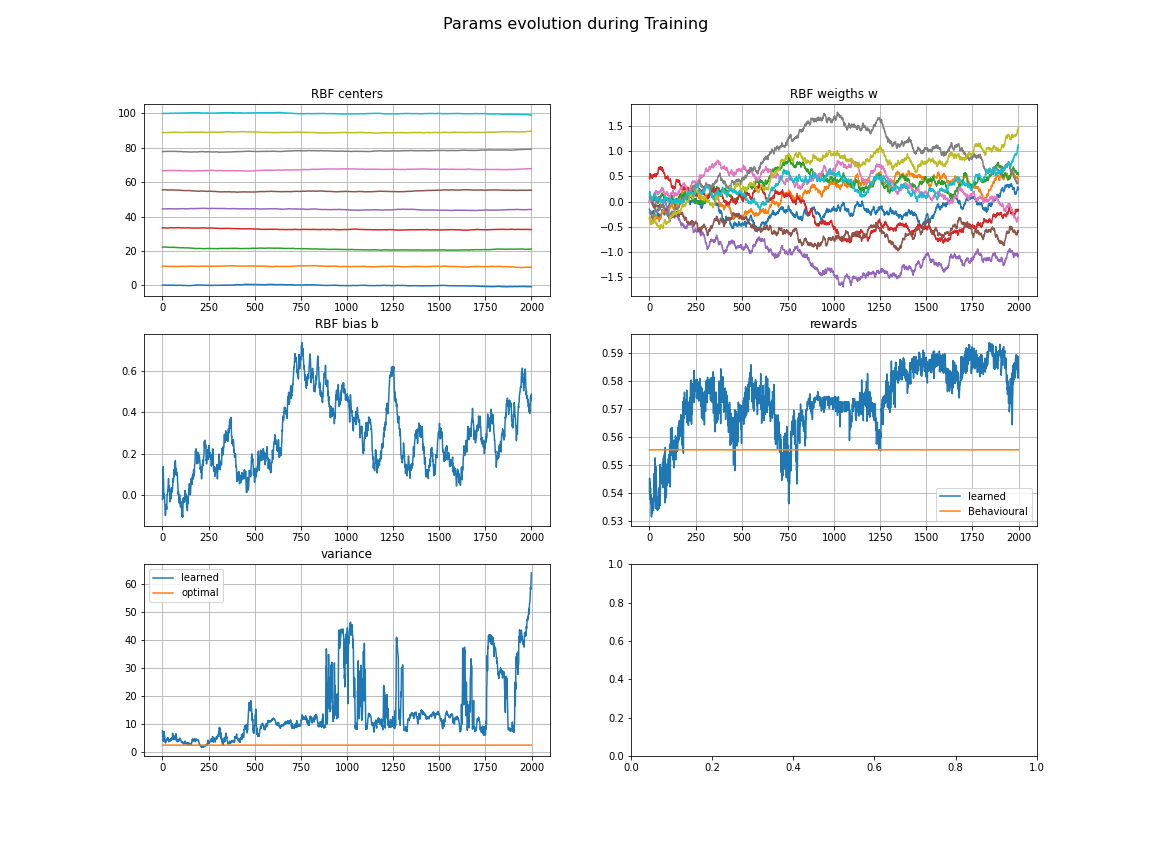 Params evolution during Training
RBF centers
100
80
60
40
20
0
0 250 500 750 1000 1250 1500 1750 2000
RBF weigths w
1.5
1.0
0.5
0.0
−0.5
−1.0
−1.5
0 250 500 750 1000 1250 1500 1750 2000
RBF bias b
0.6
0.4
0.2
0.0
0 250 500 750 1000 1250 1500 1750 2000
rewards
0.59
0.58
0.57
0.56
0.55
0.54
0.53
learned
Behavioural
0 250 500 750 1000 1250 1500 1750 2000
variance
learned
optimal
60
50
40
30
20
10
0
0 250 500 750 1000 1250 1500 1750 2000
1.0
0.8
0.6
0.4
0.2
0.0
0.0 0.2 0.4 0.6 0.8 1.0